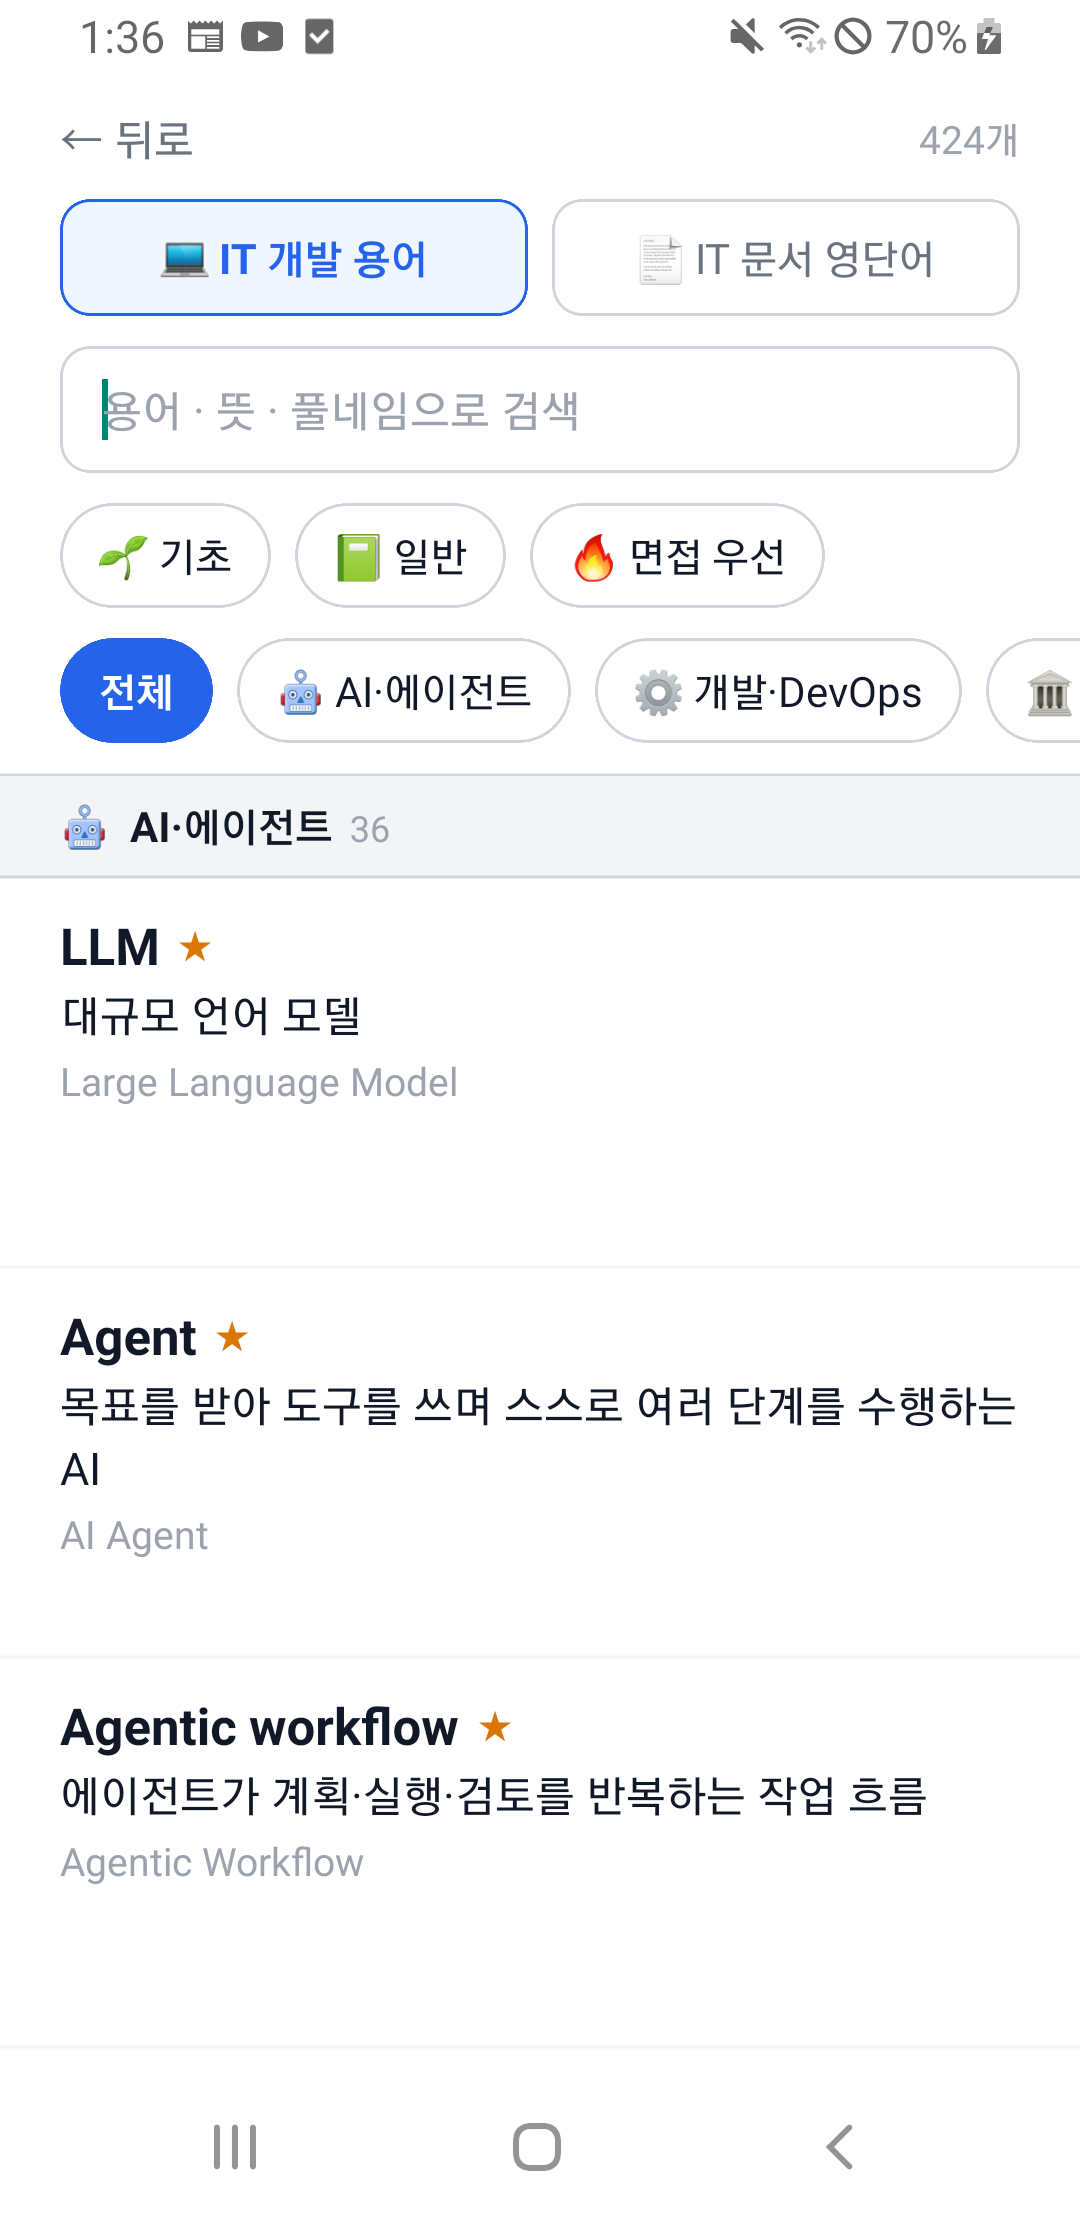 1:36
70%
← 뒤로
424개
IT 개발 용어
IT 문서 영단어
용어 · 뜻 · 풀네임으로 검색
기초
일반
면접 우선
전체
AI·에이전트
개발·DevOps
AI·에이전트 36
LLM ★
대규모 언어 모델
Large Language Model
Agent ★
목표를 받아 도구를 쓰며 스스로 여러 단계를 수행하는
AI
AI Agent
Agentic workflow ★
에이전트가 계획·실행·검토를 반복하는 작업 흐름
Agentic Workflow